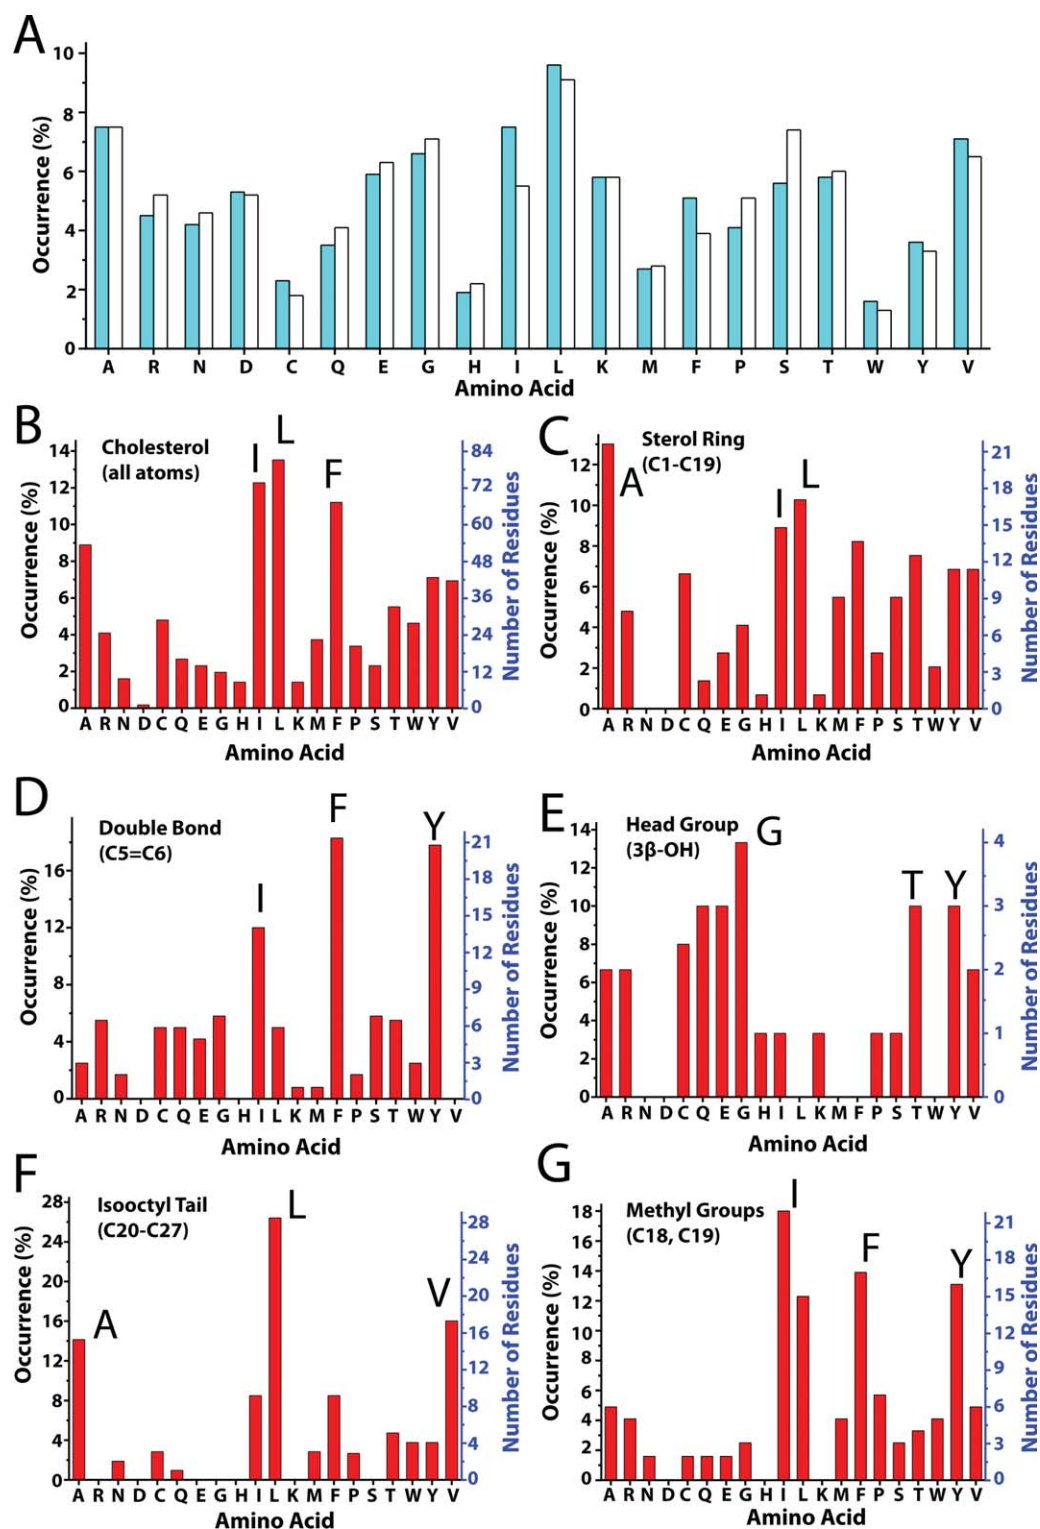 A
Occurrence (%)
10
8
6
4
2
0
A R N D C Q E G H I L K M F P S T W Y V
Amino Acid
B
Cholesterol
(all atoms)
I L F
Occurrence (%)
14
12
10
8
6
4
2
0
84
72
60
48
36
24
12
0
Number of Residues
A R N D C Q E G H I L K M F P S T W Y V
Amino Acid
C
Sterol Ring
(C1-C19)
A I L
Occurrence (%)
12
10
8
6
4
2
0
21
18
15
12
9
6
3
0
Number of Residues
A R N D C Q E G H I L K M F P S T W Y V
Amino Acid
D
Double Bond
(C5=C6)
I F Y
Occurrence (%)
16
12
8
4
0
21
18
15
12
9
6
3
0
Number of Residues
A R N D C Q E G H I L K M F P S T W Y V
Amino Acid
E
Head Group
(3β-OH)
G T Y
Occurrence (%)
14
12
10
8
6
4
2
0
4
3
2
1
0
Number of Residues
A R N D C Q E G H I L K M F P S T W Y V
Amino Acid
F
Isooctyl Tail
(C20-C27)
A L V
Occurrence (%)
28
24
20
16
12
8
4
0
28
24
20
16
12
8
4
0
Number of Residues
A R N D C Q E G H I L K M F P S T W Y V
Amino Acid
G
Methyl Groups
(C18, C19)
I F Y
Occurrence (%)
18
16
14
12
10
8
6
4
2
0
21
18
15
12
9
6
3
0
Number of Residues
A R N D C Q E G H I L K M F P S T W Y V
Amino Acid